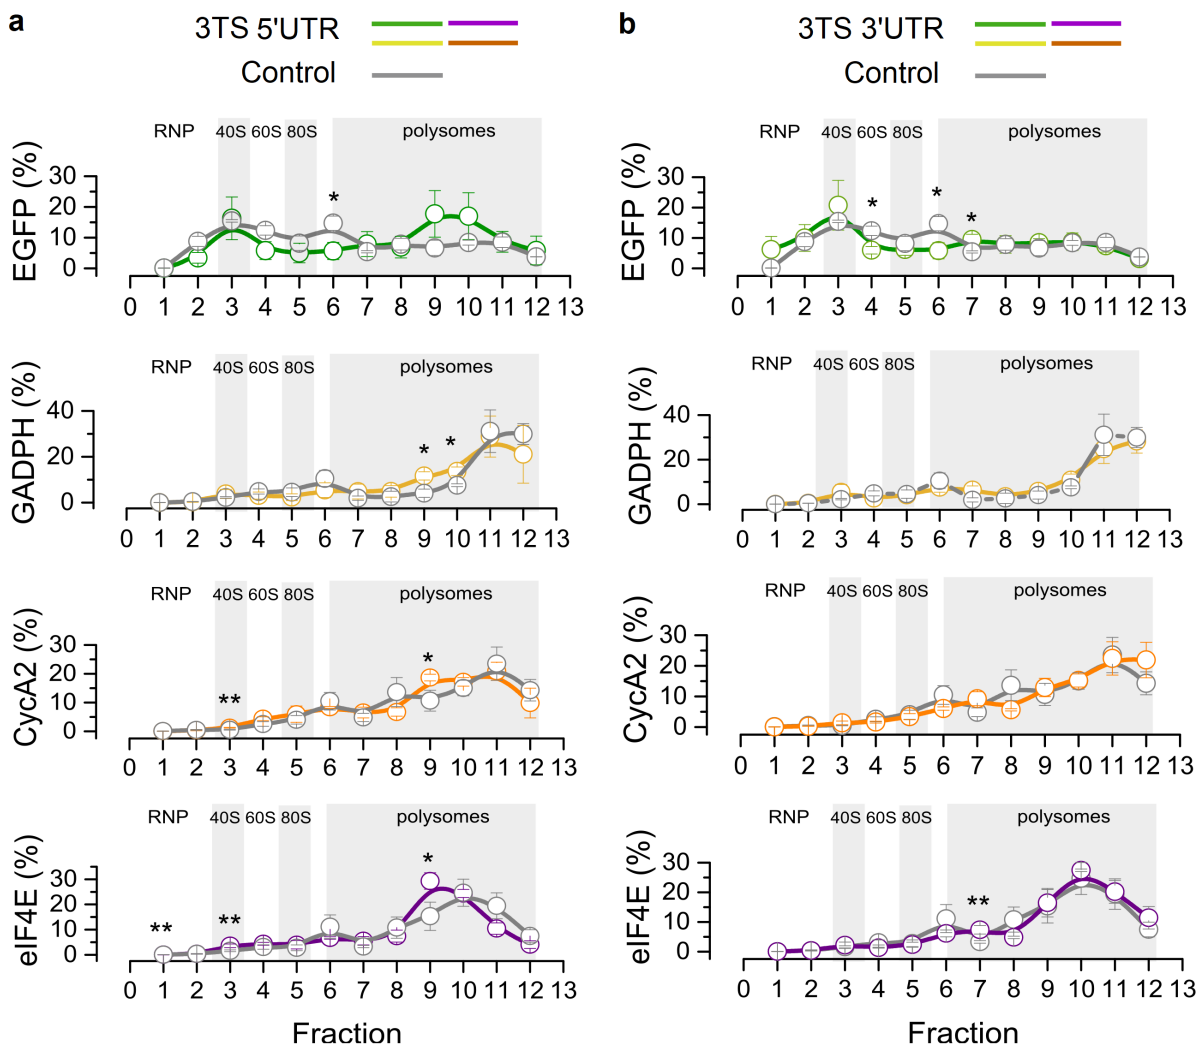 a
3TS 5'UTR
Control
EGFP (%)
RNP 40S 60S 80S polysomes
30
20
10
0
*
0 1 2 3 4 5 6 7 8 9 10 11 12 13
GADPH (%)
RNP 40S 60S 80S polysomes
40
20
0
* *
0 1 2 3 4 5 6 7 8 9 10 11 12 13
CycA2 (%)
RNP 40S 60S 80S polysomes
30
20
10
0
** *
0 1 2 3 4 5 6 7 8 9 10 11 12 13
eIF4E (%)
RNP 40S 60S 80S polysomes
30
20
10
0
** ** *
0 1 2 3 4 5 6 7 8 9 10 11 12 13
Fraction
b
3TS 3'UTR
Control
EGFP (%)
RNP 40S 60S 80S polysomes
30
20
10
0
* * *
0 1 2 3 4 5 6 7 8 9 10 11 12 13
GADPH (%)
RNP 40S 60S 80S polysomes
40
20
0
0 1 2 3 4 5 6 7 8 9 10 11 12 13
CycA2 (%)
RNP 40S 60S 80S polysomes
30
20
10
0
0 1 2 3 4 5 6 7 8 9 10 11 12 13
eIF4E (%)
RNP 40S 60S 80S polysomes
30
20
10
0
**
0 1 2 3 4 5 6 7 8 9 10 11 12 13
Fraction